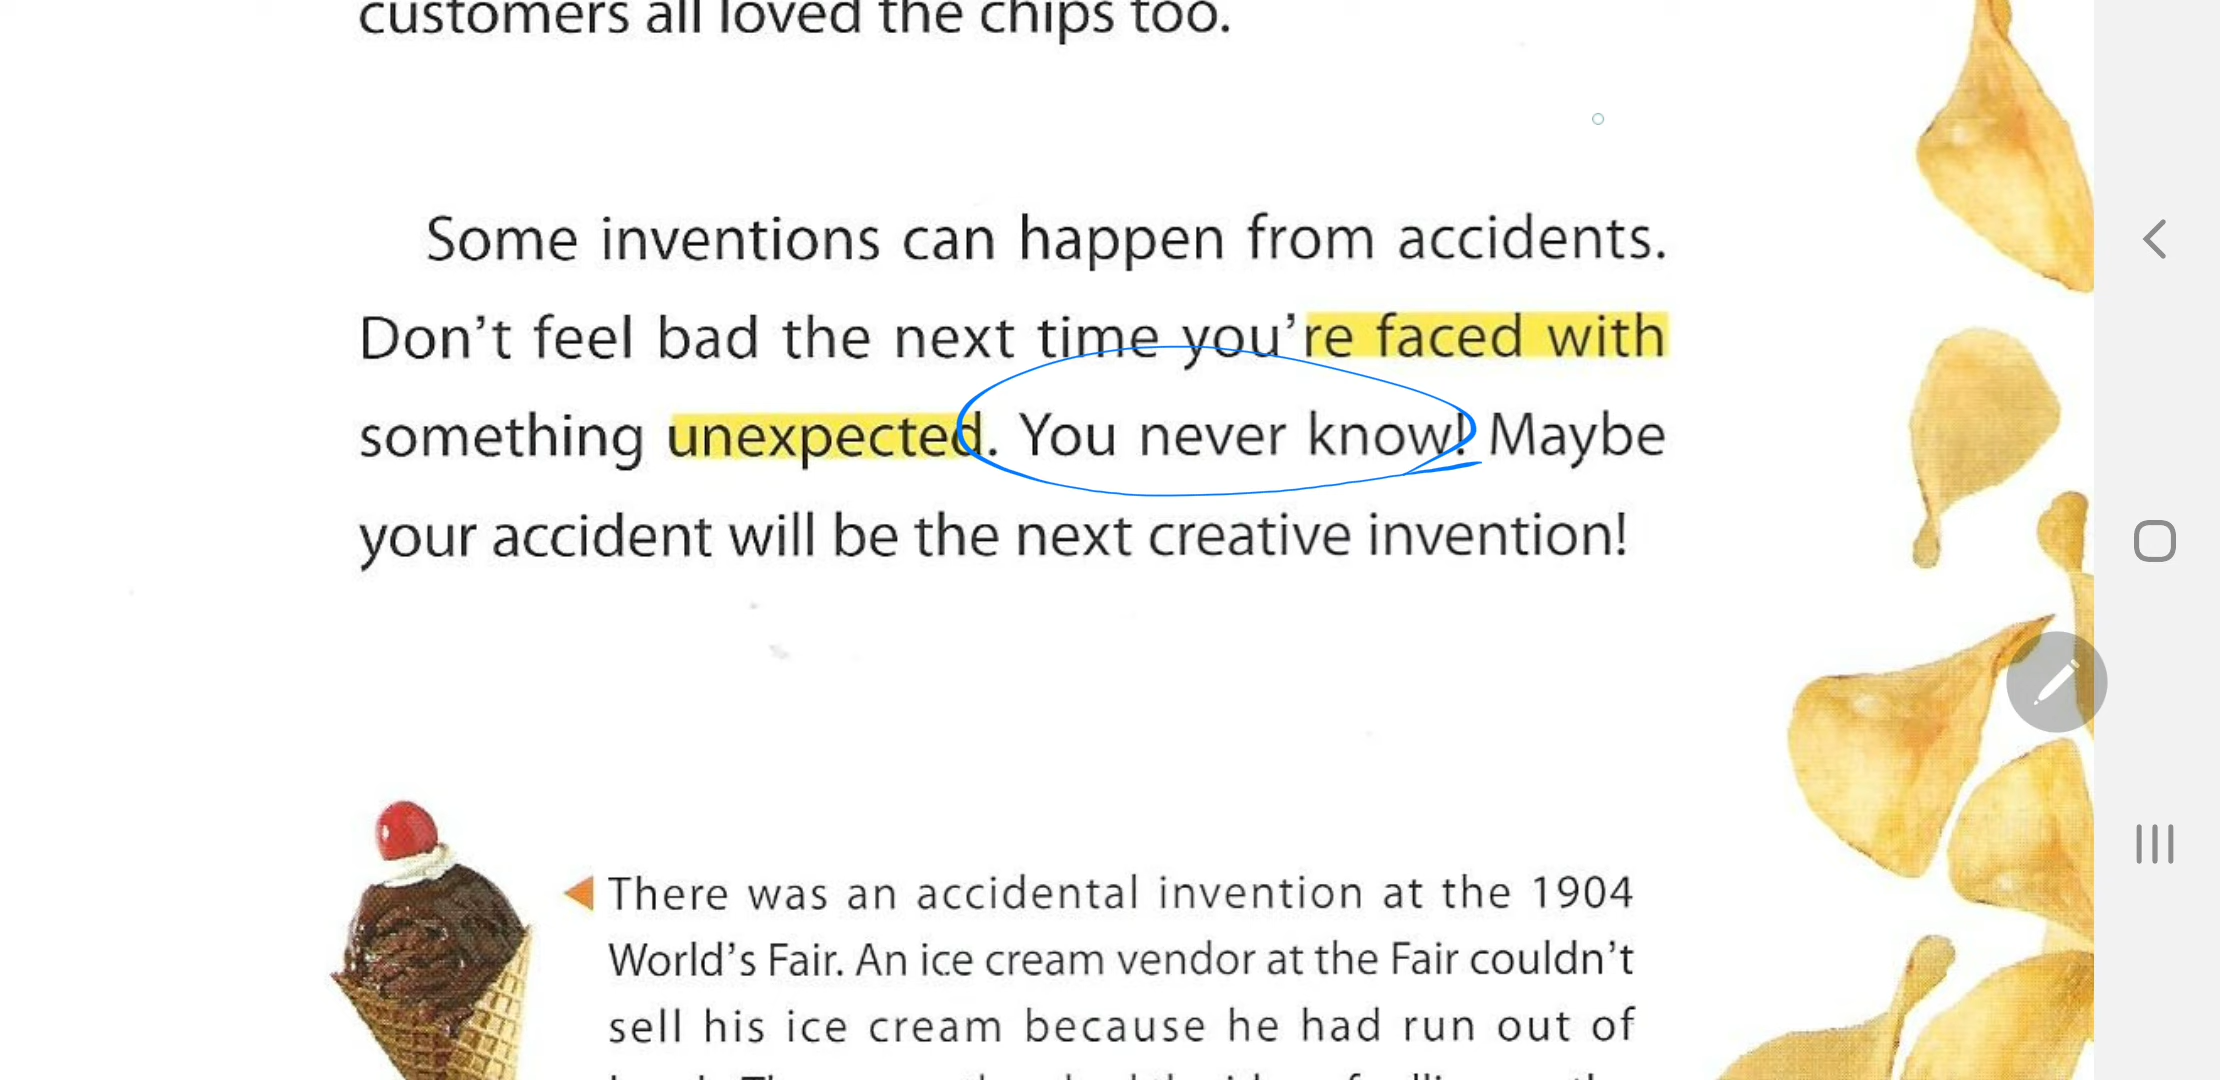 customers all loved the chips too.
Some inventions can happen from accidents.
Don't feel bad the next time you're faced with
something unexpected. You never know! Maybe
your accident will be the next creative invention!
There was an accidental invention at the 1904
World's Fair. An ice cream vendor at the Fair couldn't
sell his ice cream because he had run out of